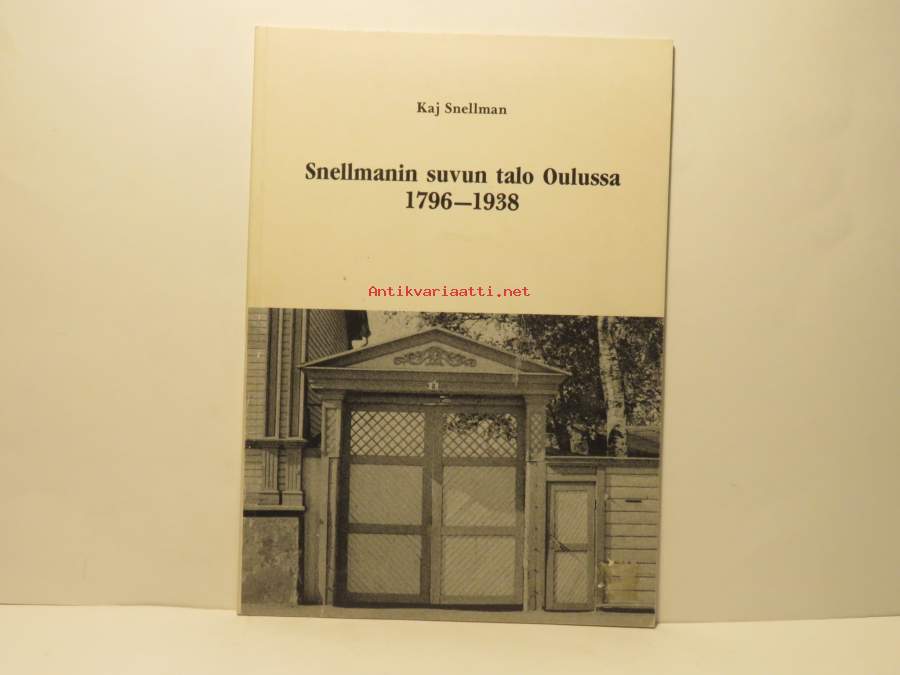 Kaj Snellman
Snellmanin suvun talo Oulussa
1796—1938
Antikvariaatti.net